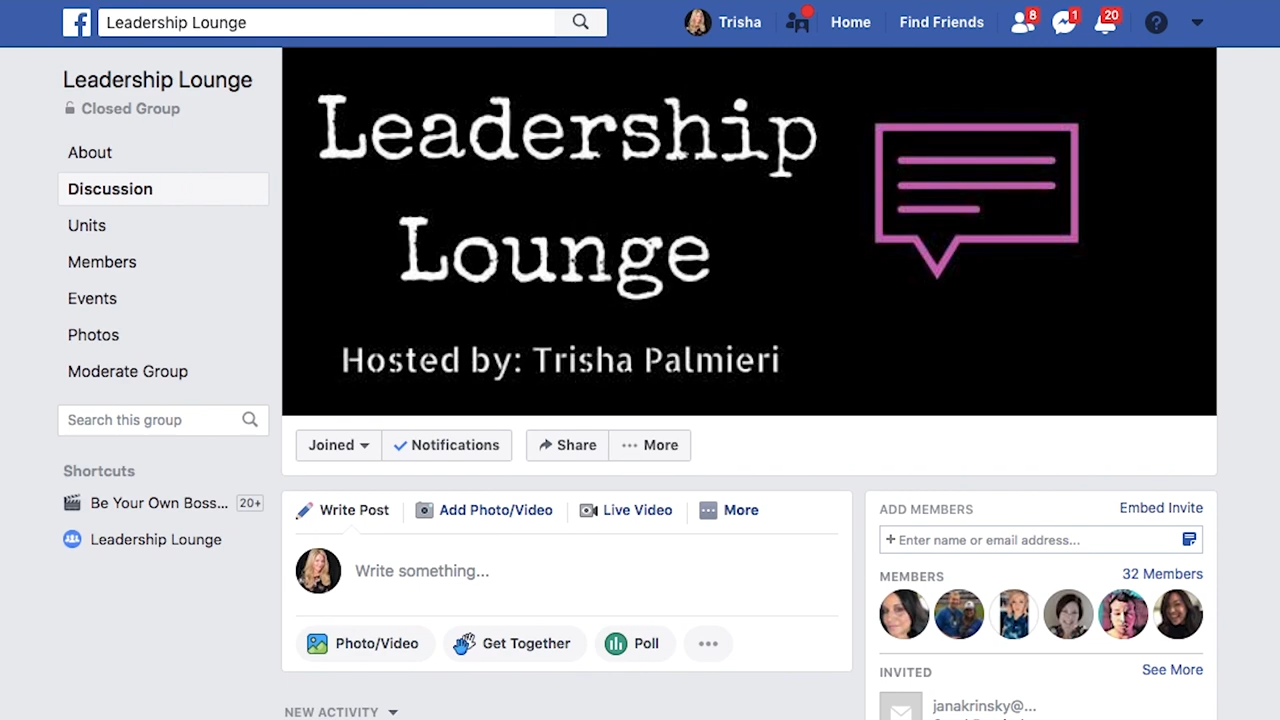 Leadership Lounge
Trisha
Home
Find Friends
8
1
20
Leadership Lounge
Closed Group
About
Discussion
Units
Members
Events
Photos
Moderate Group
Search this group
Shortcuts
Be Your Own Boss... 20+
Leadership Lounge
Leadership
Lounge
Hosted by: Trisha Palmieri
Joined
Notifications
Share
More
Write Post
Add Photo/Video
Live Video
More
Write something...
Photo/Video
Get Together
Poll
NEW ACTIVITY
ADD MEMBERS
Embed Invite
+ Enter name or email address...
MEMBERS
32 Members
INVITED
See More
janakrinsky@...